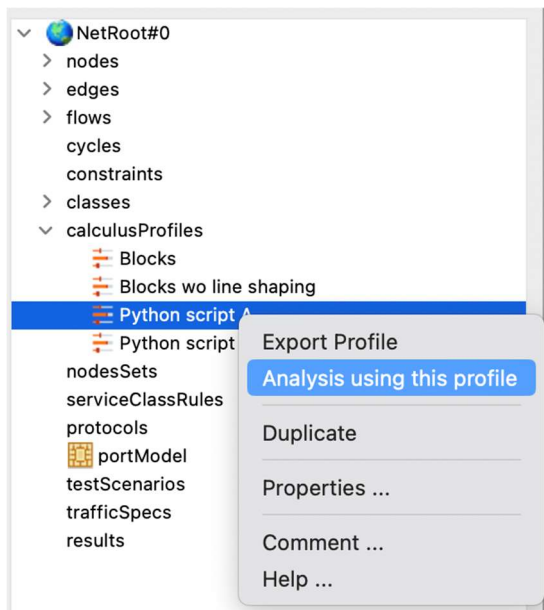 NetRoot#0
nodes
edges
flows
cycles
constraints
classes
calculusProfiles
Blocks
Blocks wo line shaping
Python script A
Python script
nodesSets
serviceClassRules
protocols
portModel
testScenarios
trafficSpecs
results
Export Profile
Analysis using this profile
Duplicate
Properties ...
Comment ...
Help ...